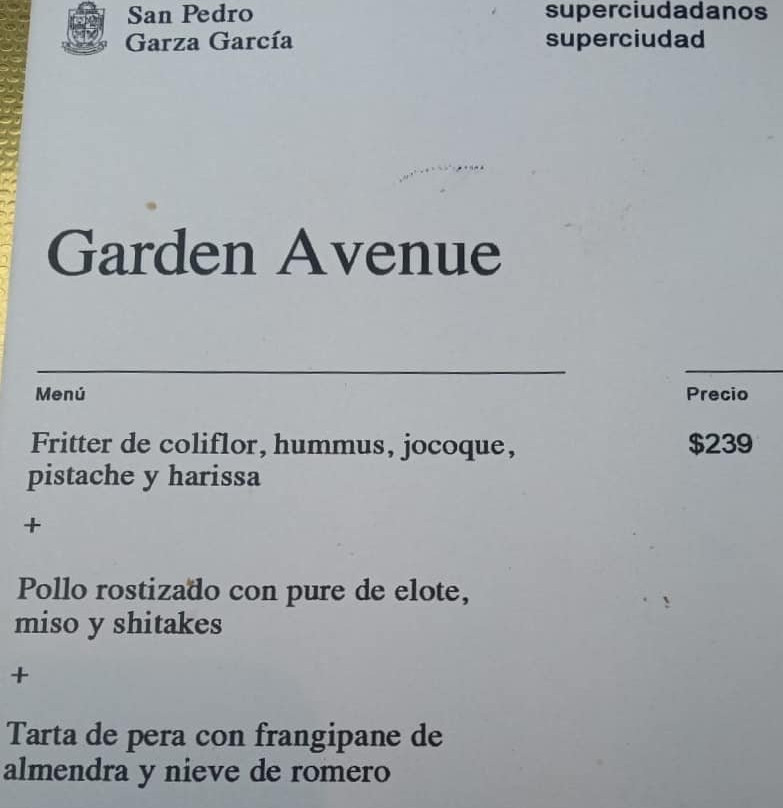 San Pedro
Garza García
superciudadanos
superciudad
Garden Avenue
Menú
Precio
Fritter de coliflor, hummus, jocoque,
pistache y harissa
$239
+
Pollo rostizado con pure de elote,
miso y shitakes
+
Tarta de pera con frangipane de
almendra y nieve de romero